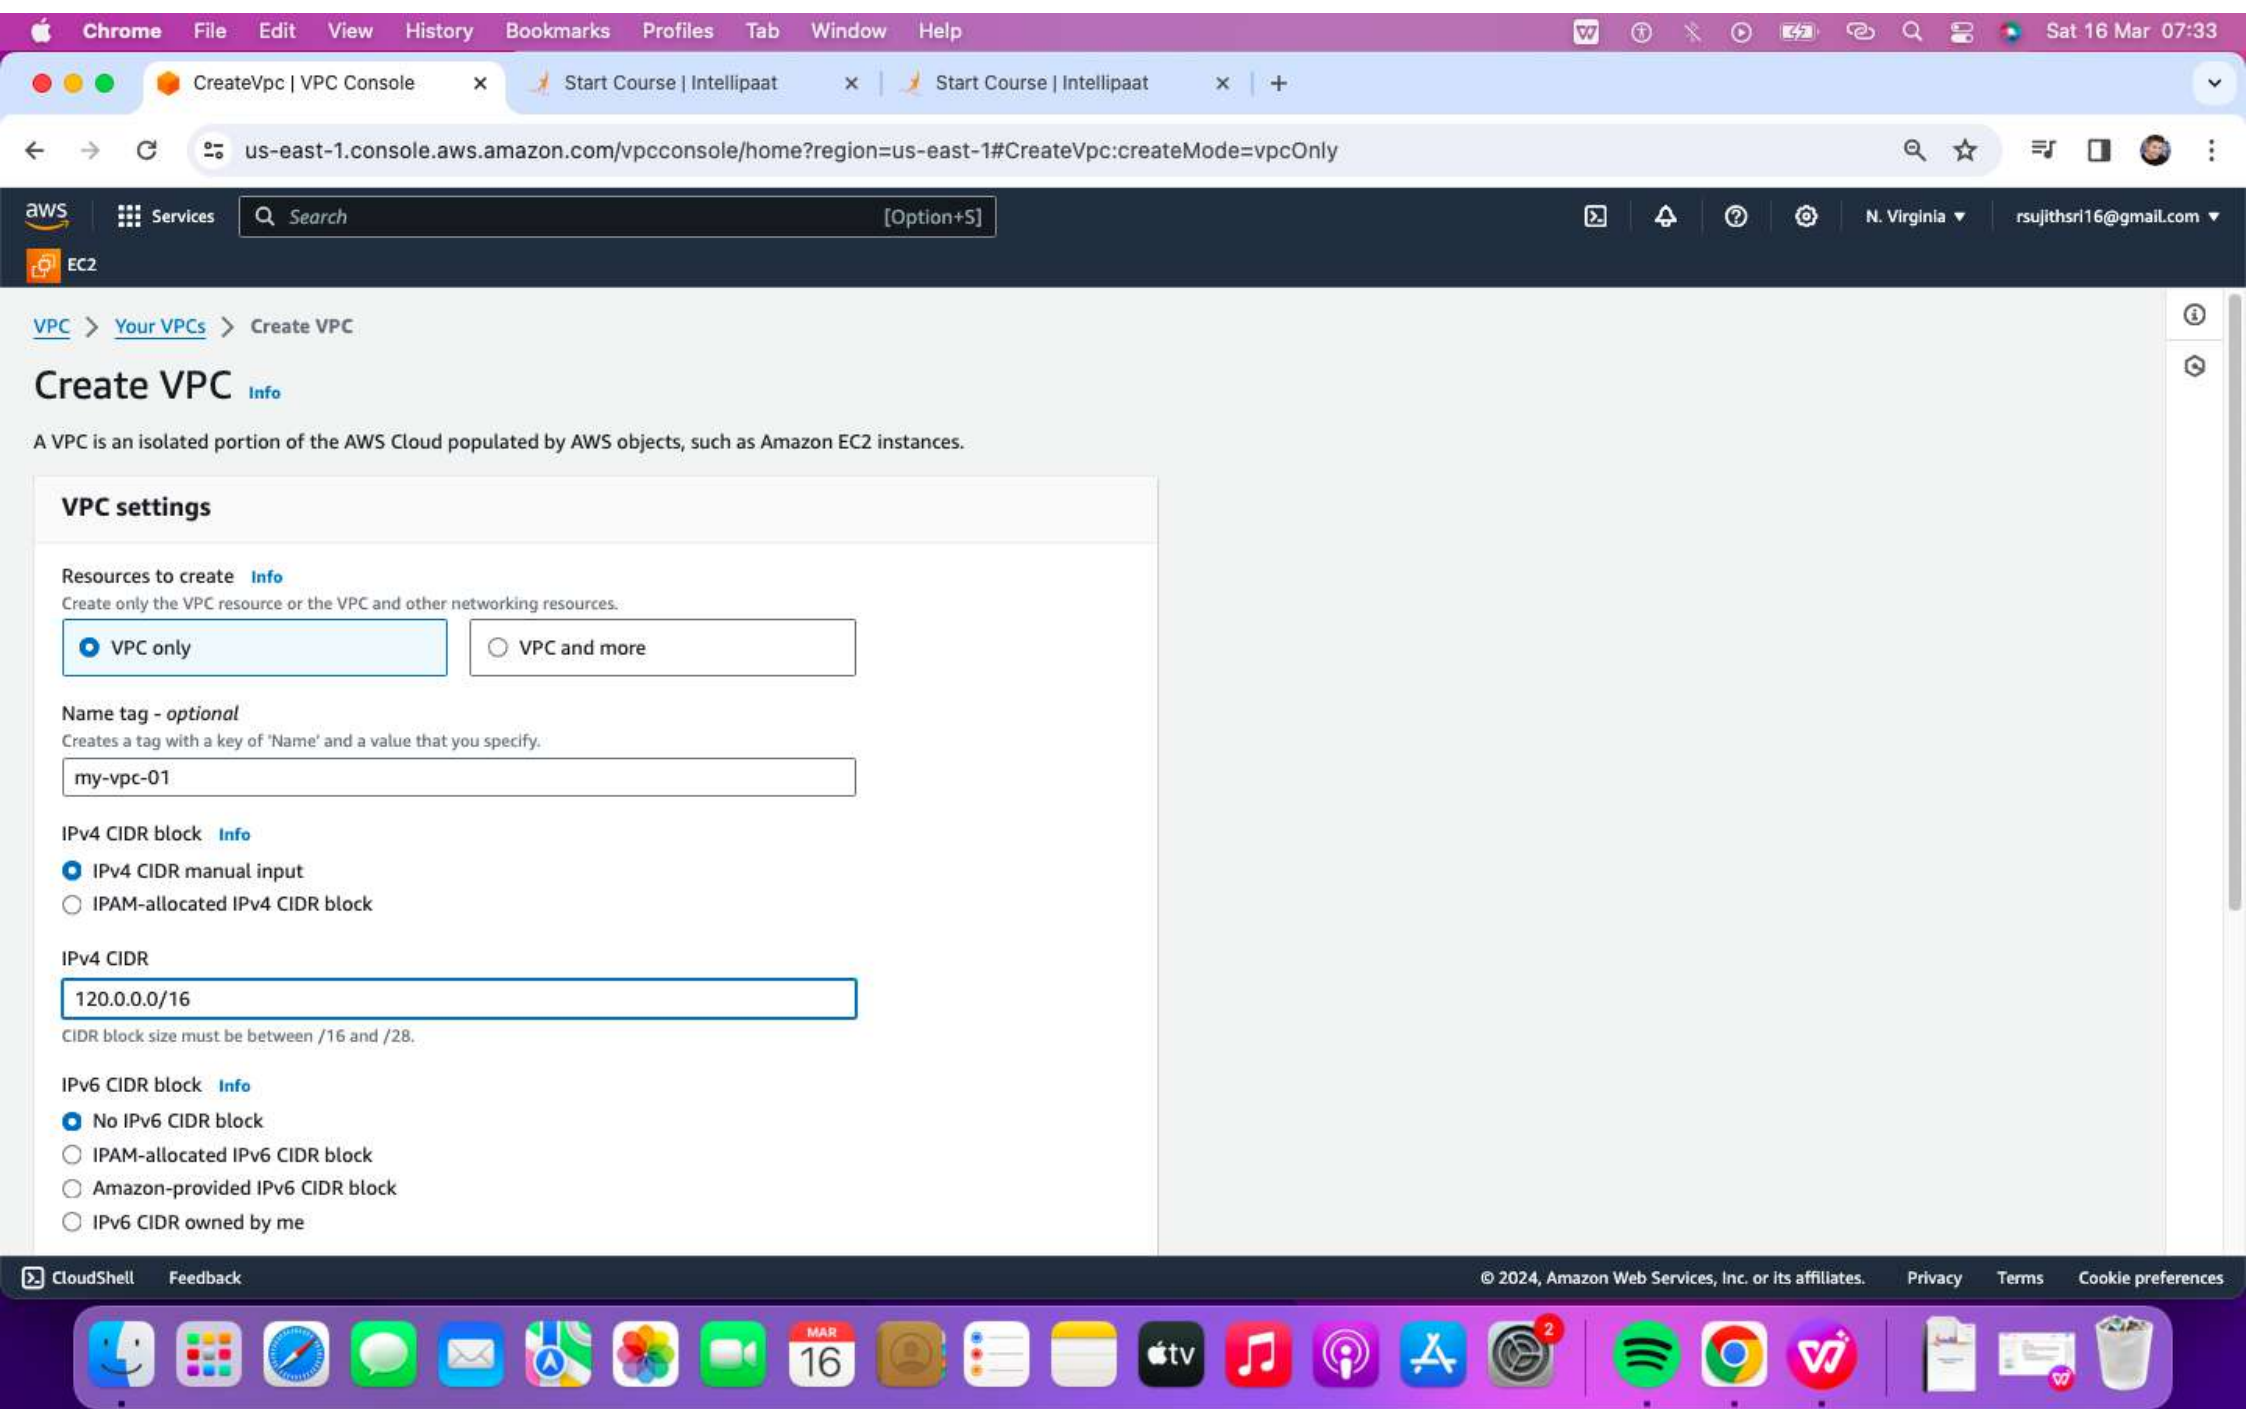 Chrome File Edit View History Bookmarks Profiles Tab Window Help Sat 16 Mar 07:33
CreateVpc | VPC Console Start Course | Intellipaat Start Course | Intellipaat
us-east-1.console.aws.amazon.com/vpcconsole/home?region=us-east-1#CreateVpc:createMode=vpcOnly
aws Services Search [Option+S] N. Virginia rsujithsri16@gmail.com
EC2
VPC Your VPCs Create VPC
Create VPC Info
A VPC is an isolated portion of the AWS Cloud populated by AWS objects, such as Amazon EC2 instances.
VPC settings
Resources to create Info
Create only the VPC resource or the VPC and other networking resources.
VPC only VPC and more
Name tag - optional
Creates a tag with a key of 'Name' and a value that you specify.
my-vpc-01
IPv4 CIDR block Info
IPv4 CIDR manual input
IPAM-allocated IPv4 CIDR block
IPv4 CIDR
120.0.0.0/16
CIDR block size must be between /16 and /28.
IPv6 CIDR block Info
No IPv6 CIDR block
IPAM-allocated IPv6 CIDR block
Amazon-provided IPv6 CIDR block
IPv6 CIDR owned by me
CloudShell Feedback © 2024, Amazon Web Services, Inc. or its affiliates. Privacy Terms Cookie preferences
MAR
16
tv
2